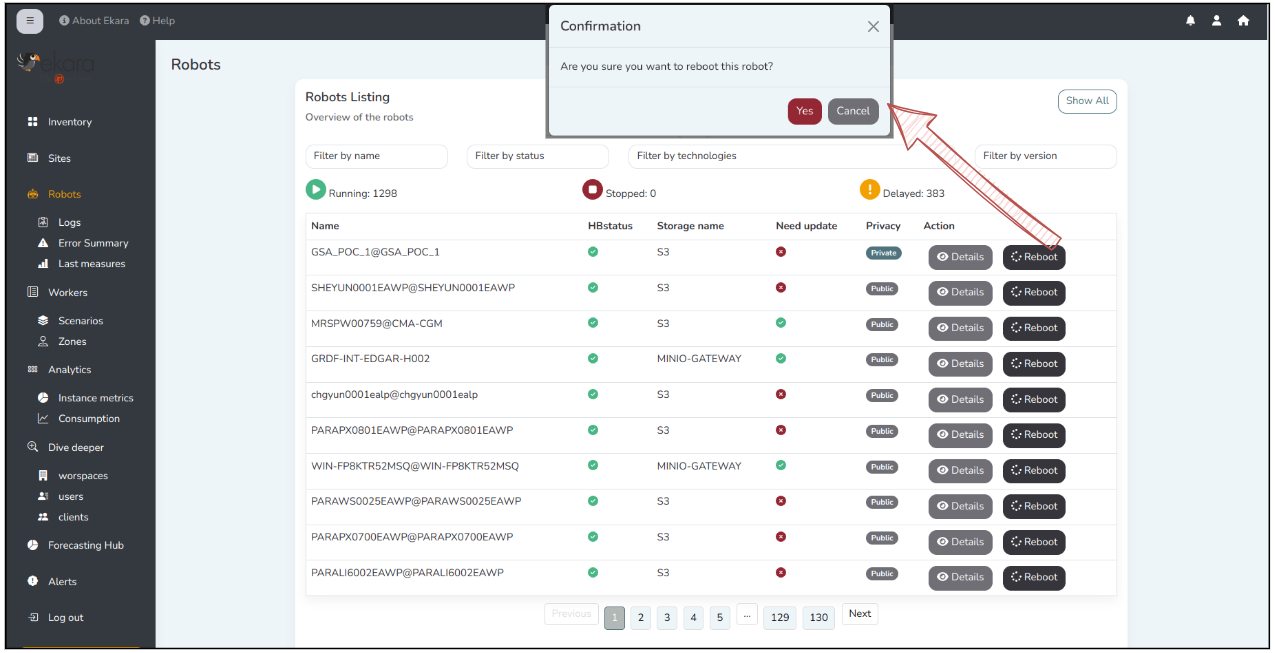 About Ekara Help
ekara
Inventory
Sites
Robots
Logs
Error Summary
Last measures
Workers
Scenarios
Zones
Analytics
Instance metrics
Consumption
Dive deeper
worspaces
users
clients
Forecasting Hub
Alerts
Log out
Robots
Confirmation
Are you sure you want to reboot this robot?
Yes Cancel
Robots Listing
Overview of the robots
Show All
Filter by name Filter by status Filter by technologies Filter by version
Running: 1298 Stopped: 0 Delayed: 383
Name HBstatus Storage name Need update Privacy Action
GSA_POC_1@GSA_POC_1 S3 Private Details Reboot
SHEYUN0001EAWP@SHEYUN0001EAWP S3 Public Details Reboot
MRSPW00759@CMA-CGM S3 Public Details Reboot
GRDF-INT-EDGAR-H002 MINIO-GATEWAY Public Details Reboot
chgyun0001ealp@chgyun0001ealp S3 Public Details Reboot
PARAPX0801EAWP@PARAPX0801EAWP S3 Public Details Reboot
WIN-FP8KTR52MSQ@WIN-FP8KTR52MSQ MINIO-GATEWAY Public Details Reboot
PARAWS0025EAWP@PARAWS0025EAWP S3 Public Details Reboot
PARAPX0700EAWP@PARAPX0700EAWP S3 Public Details Reboot
PARALI6002EAWP@PARALI6002EAWP S3 Public Details Reboot
Previous 1 2 3 4 5 ... 129 130 Next